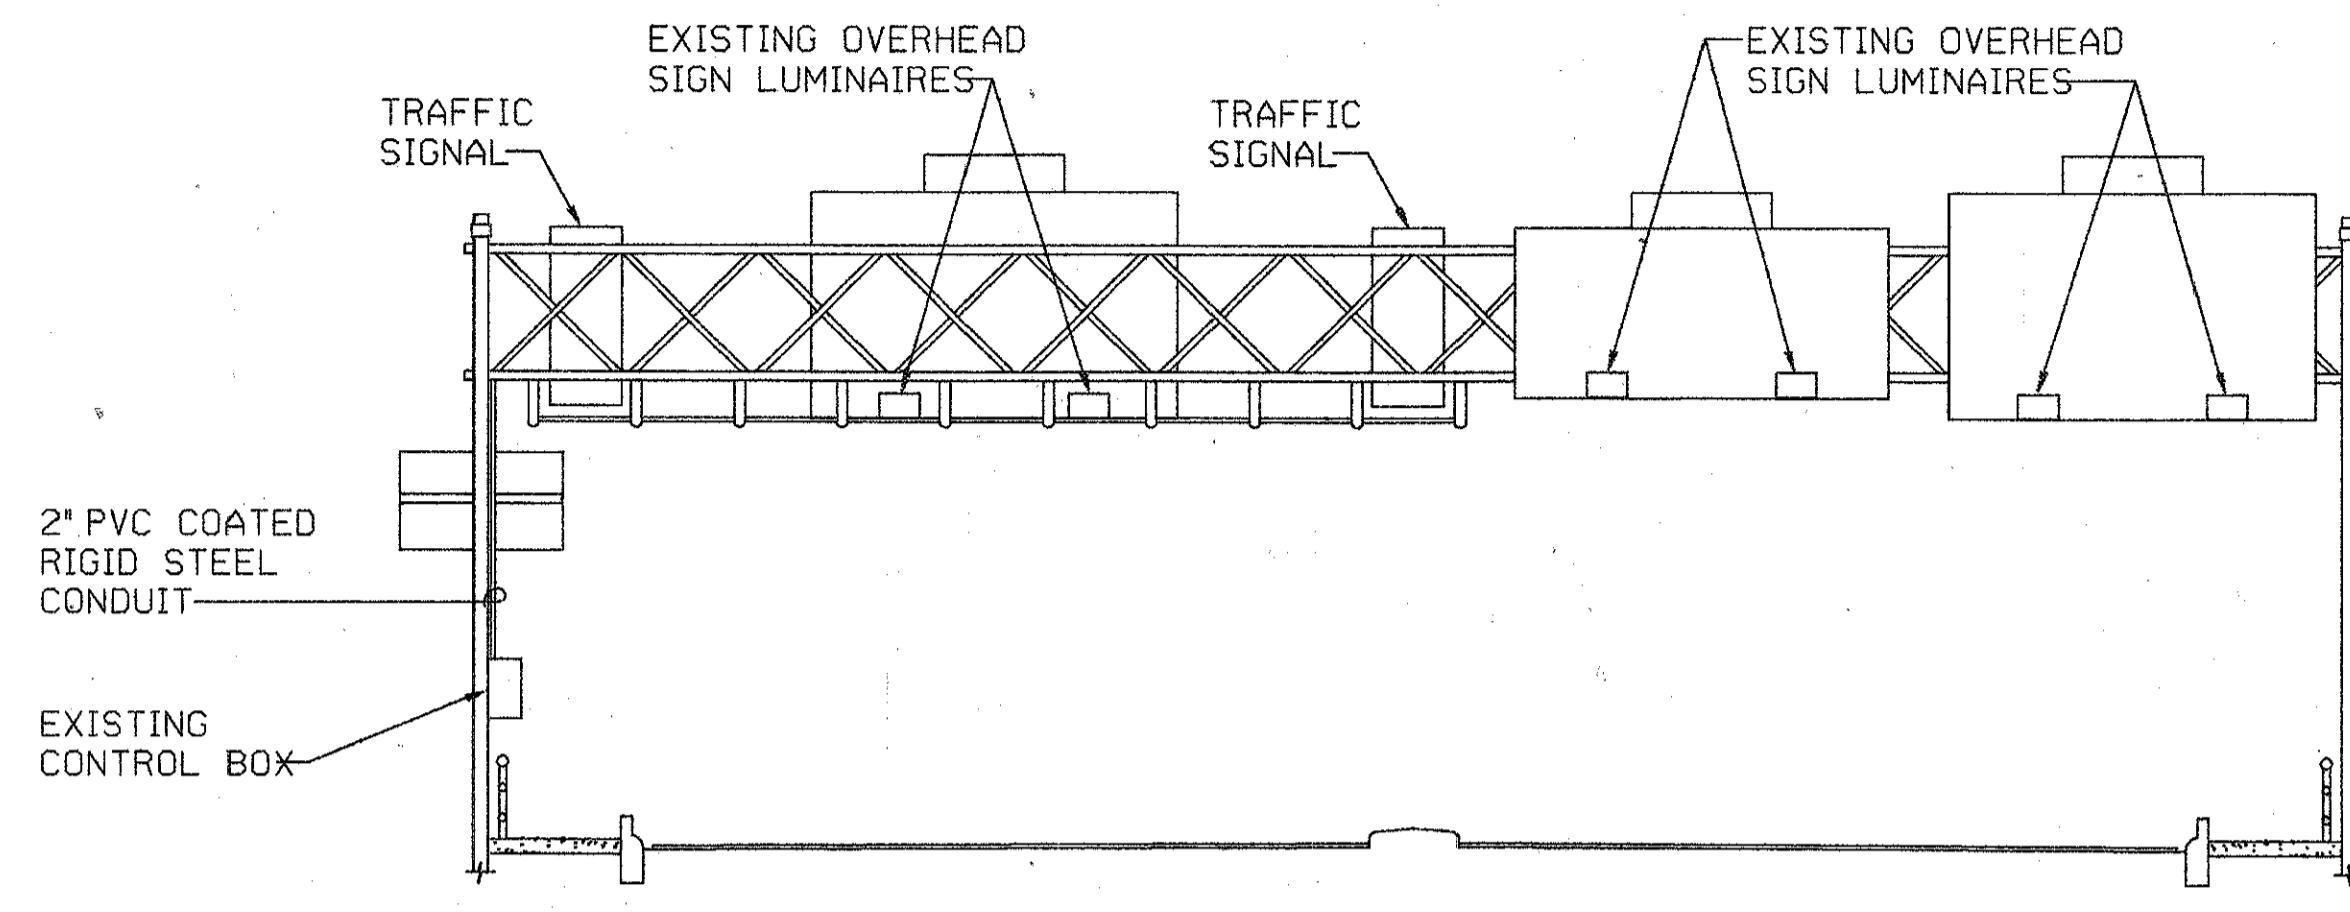 EXISTING OVERHEAD
SIGN LUMINAIRES
EXISTING OVERHEAD
SIGN LUMINAIRES
TRAFFIC
SIGNAL
TRAFFIC
SIGNAL
2" PVC COATED
RIGID STEEL
CONDUIT
EXISTING
CONTROL BOX